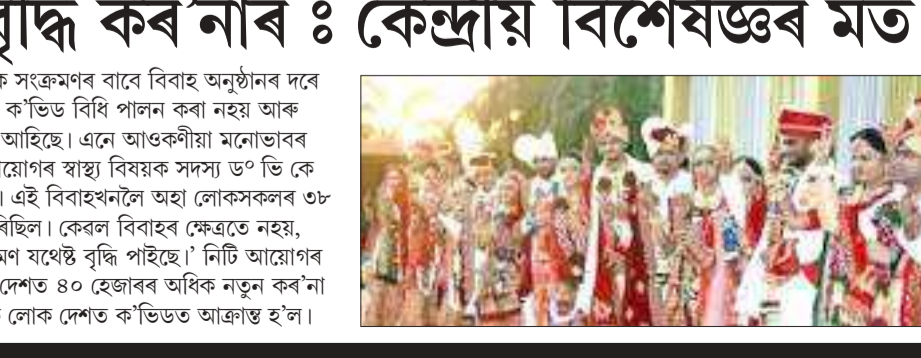 বৃদ্ধি কৰ'নাৰ ঃ কেন্দ্ৰীয় বিশেষজ্ঞৰ মত
সংক্ৰমণৰ বাবে বিবাহ অনুষ্ঠানৰ দৰে
ক'ভিড বিধি পালন কৰা নহয় আৰু
আহিছে। এনে আওকণীয়া মনোভাবৰ
স্বাস্থ্য বিষয়ক সদস্য ড° ভি কে
। এই বিবাহখনলৈ অহা লোকসকলৰ ৩৮
কেৱল বিবাহৰ ক্ষেত্ৰতে নহয়,
যথেষ্ট বৃদ্ধি পাইছে।' নিটি আয়োগৰ
দেশত ৪০ হেজাৰৰ অধিক নতুন কৰ'না
লোক দেশত ক'ভিডত আক্ৰান্ত হ'ল।